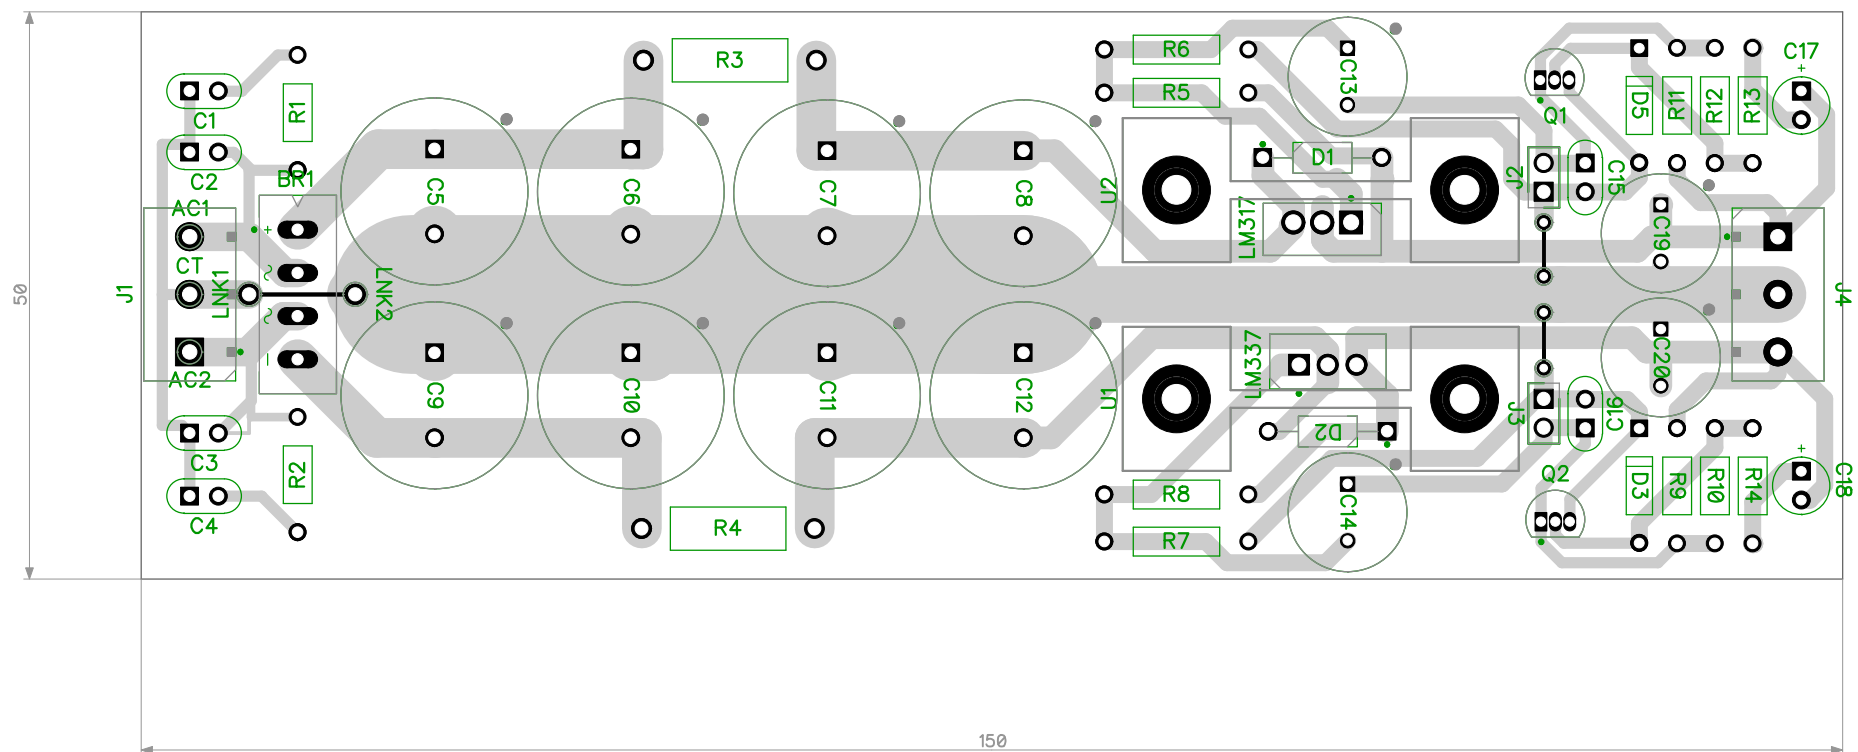 R3
R6
C13
C17
+
C1
R1
R5
Q1
D5
R11
R12
R13
C2
BR1
D1
J2
C15
AC1
C5
C6
C7
C8
U2
LM317
C19
+
~
CT
J1
LNK1
LNK2
J4
50
~
-
AC2
LM337
C20
C9
C10
C11
C12
U1
J3
C16
D2
C3
R2
Q2
+
C18
D3
R9
R10
R14
C4
R4
R8
C14
R7
150